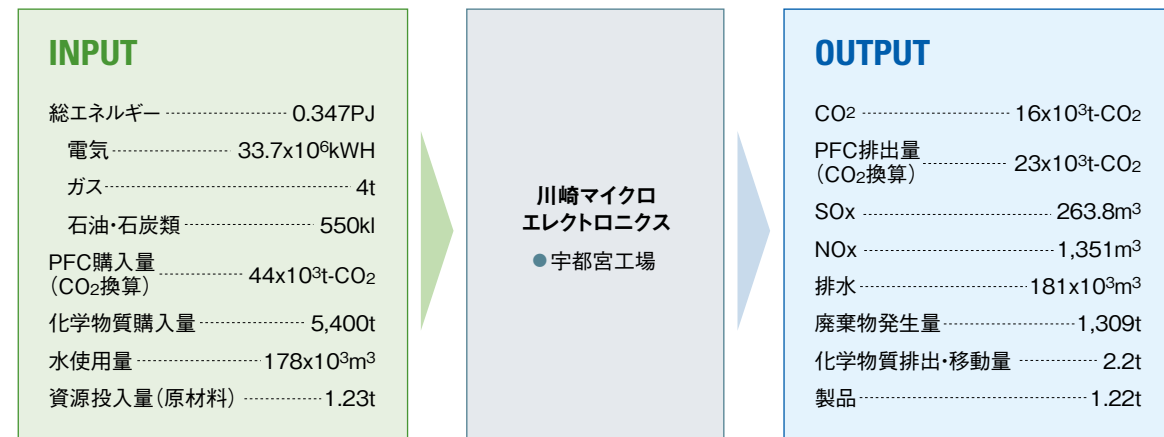 INPUT
総エネルギー 0.347PJ
電気 33.7x10⁶kWH
ガス 4t
石油・石炭類 550kl
PFC購入量
(CO₂換算) 44x10³t-CO₂
化学物質購入量 5,400t
水使用量 178x10³m³
資源投入量(原材料) 1.23t
川崎マイクロ
エレクトロニクス
●宇都宮工場
OUTPUT
CO₂ 16x10³t-CO₂
PFC排出量
(CO₂換算) 23x10³t-CO₂
SOx 263.8m³
NOx 1,351m³
排水 181x10³m³
廃棄物発生量 1,309t
化学物質排出・移動量 2.2t
製品 1.22t